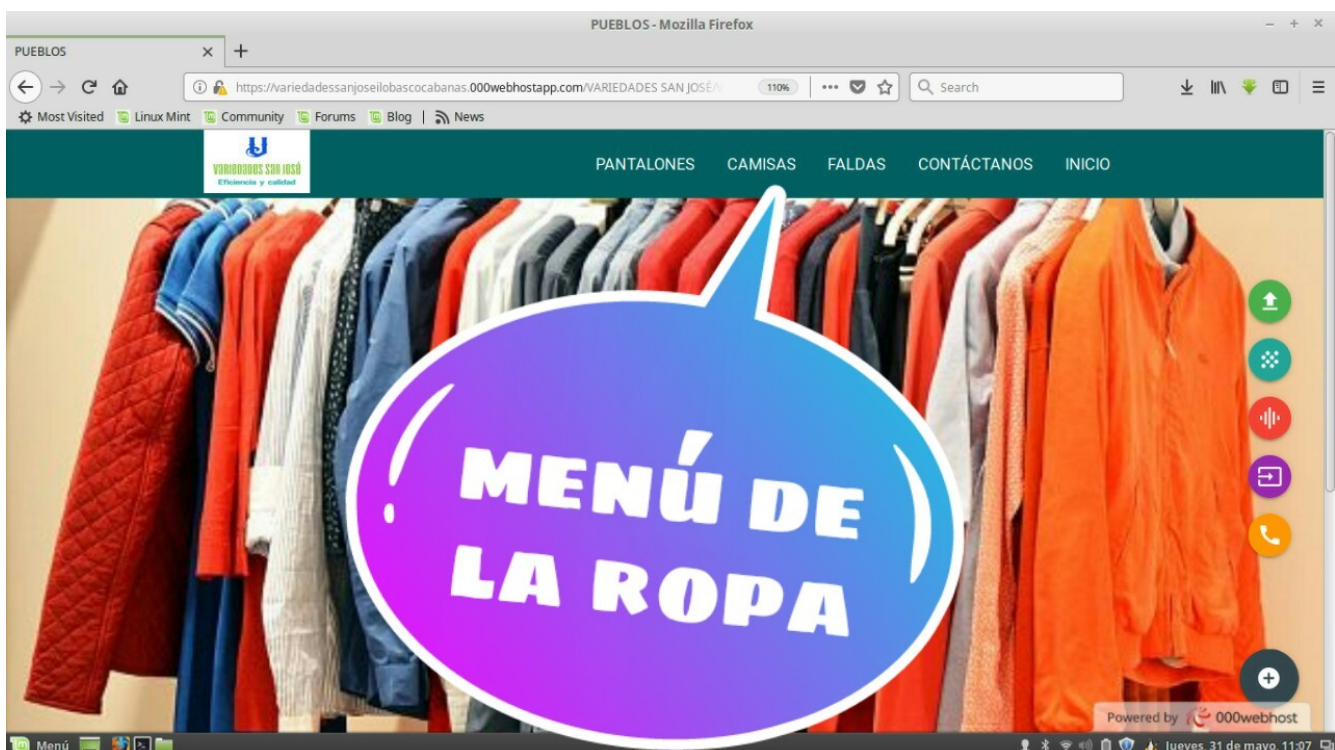 PUEBLOS - Mozilla Firefox
PUEBLOS
https://variedadessanjoseilobascocabanas.000webhostapp.com/VARIEDADES SAN JOSÉ/ 110% Search
Most Visited Linux Mint Community Forums Blog | News
VARIEDADES SAN JOSÉ
Eficiencia y calidad
PANTALONES CAMISAS FALDAS CONTÁCTANOS INICIO
MENÚ DE
LA ROPA
Powered by 000webhost
Menú jueves, 31 de mayo, 11:07